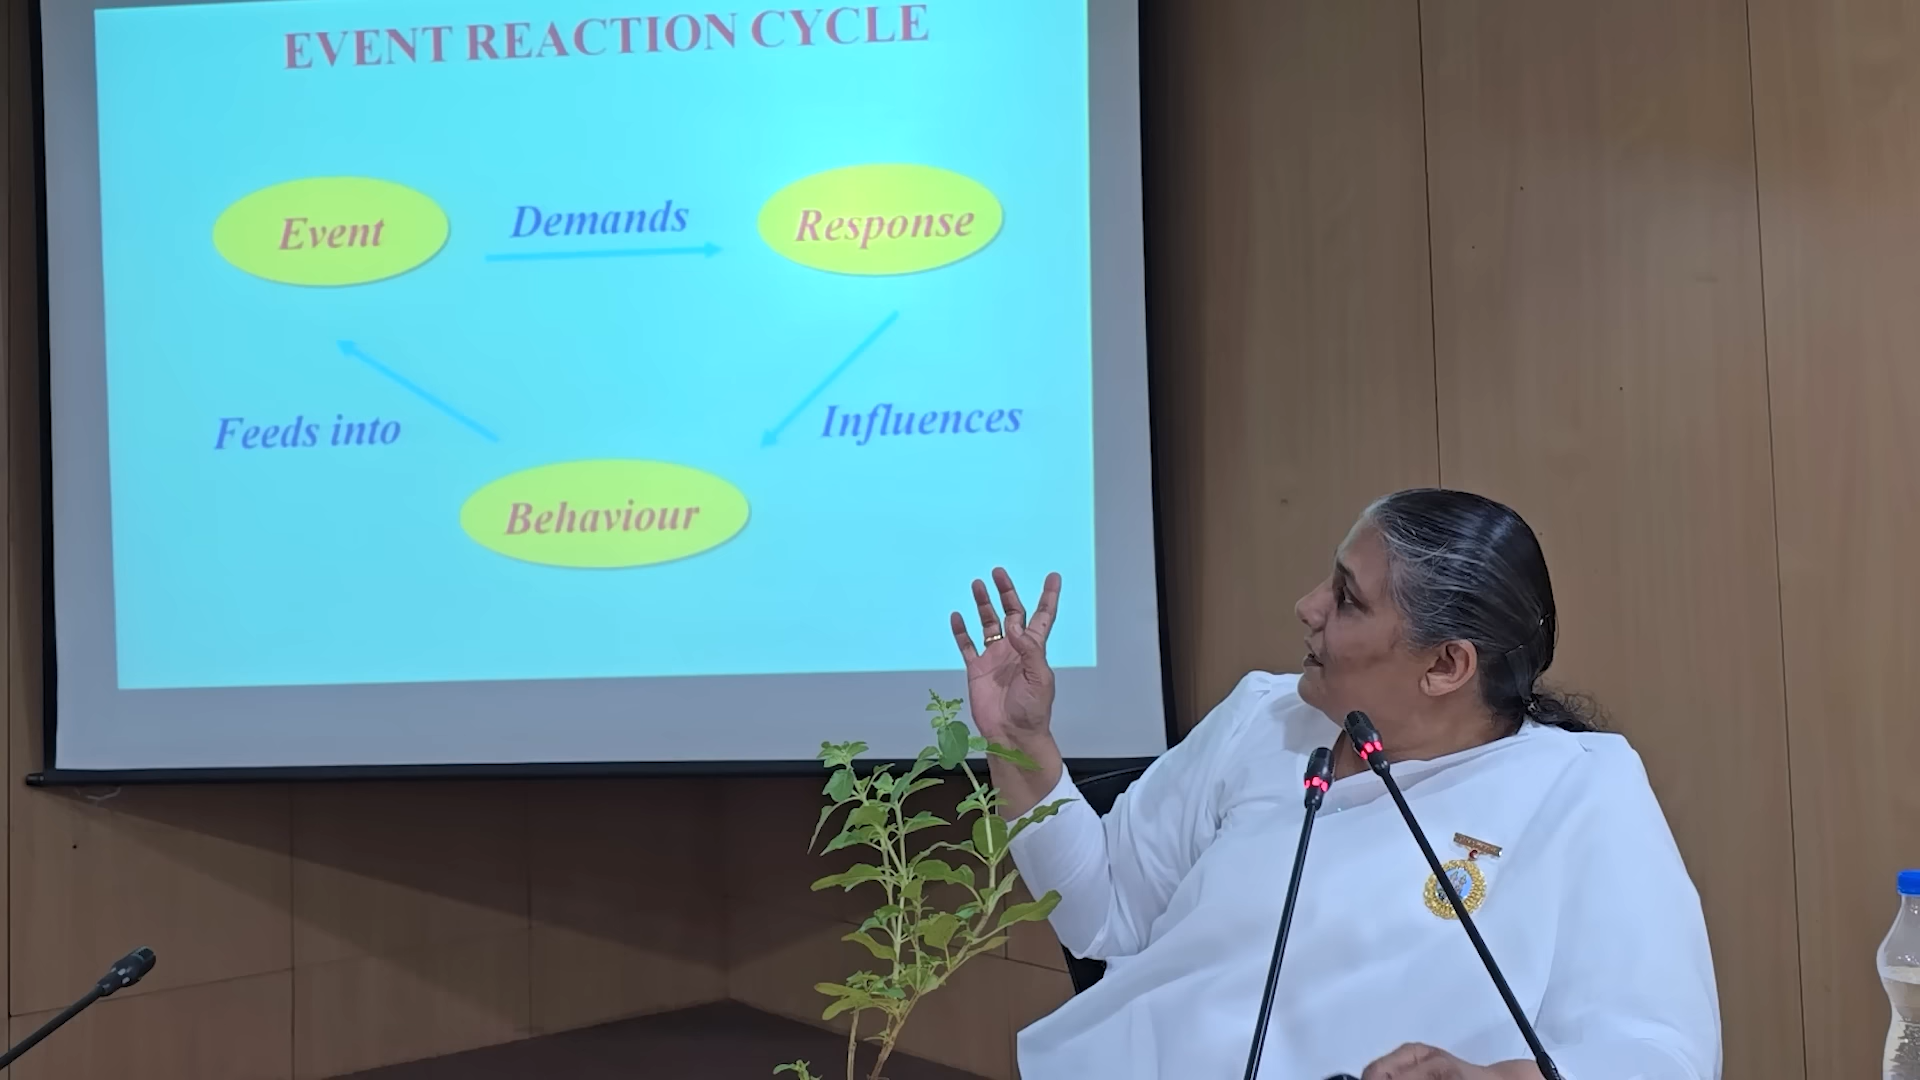 EVENT REACTION CYCLE
Event
Demands
Response
Feeds into
Influences
Behaviour